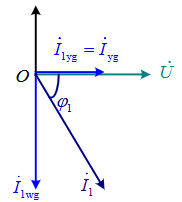 İ₁yg = İyg
O
U̇
φ₁
İ₁wg
İ₁